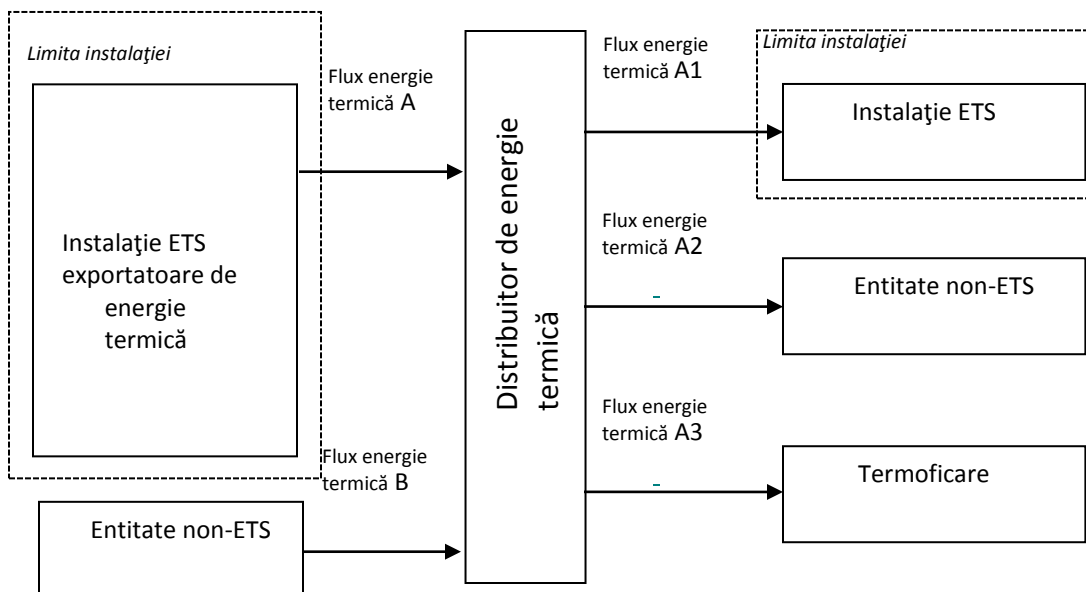 Limita instalaţiei
Instalaţie ETS
exportatoare de
energie
termică
Flux energie
termică A
Flux energie
termică B
Entitate non-ETS
Distribuitor de energie
termică
Flux energie
termică A1
Limita instalaţiei
Instalaţie ETS
Flux energie
termică A2
Entitate non-ETS
Flux energie
termică A3
Termoficare